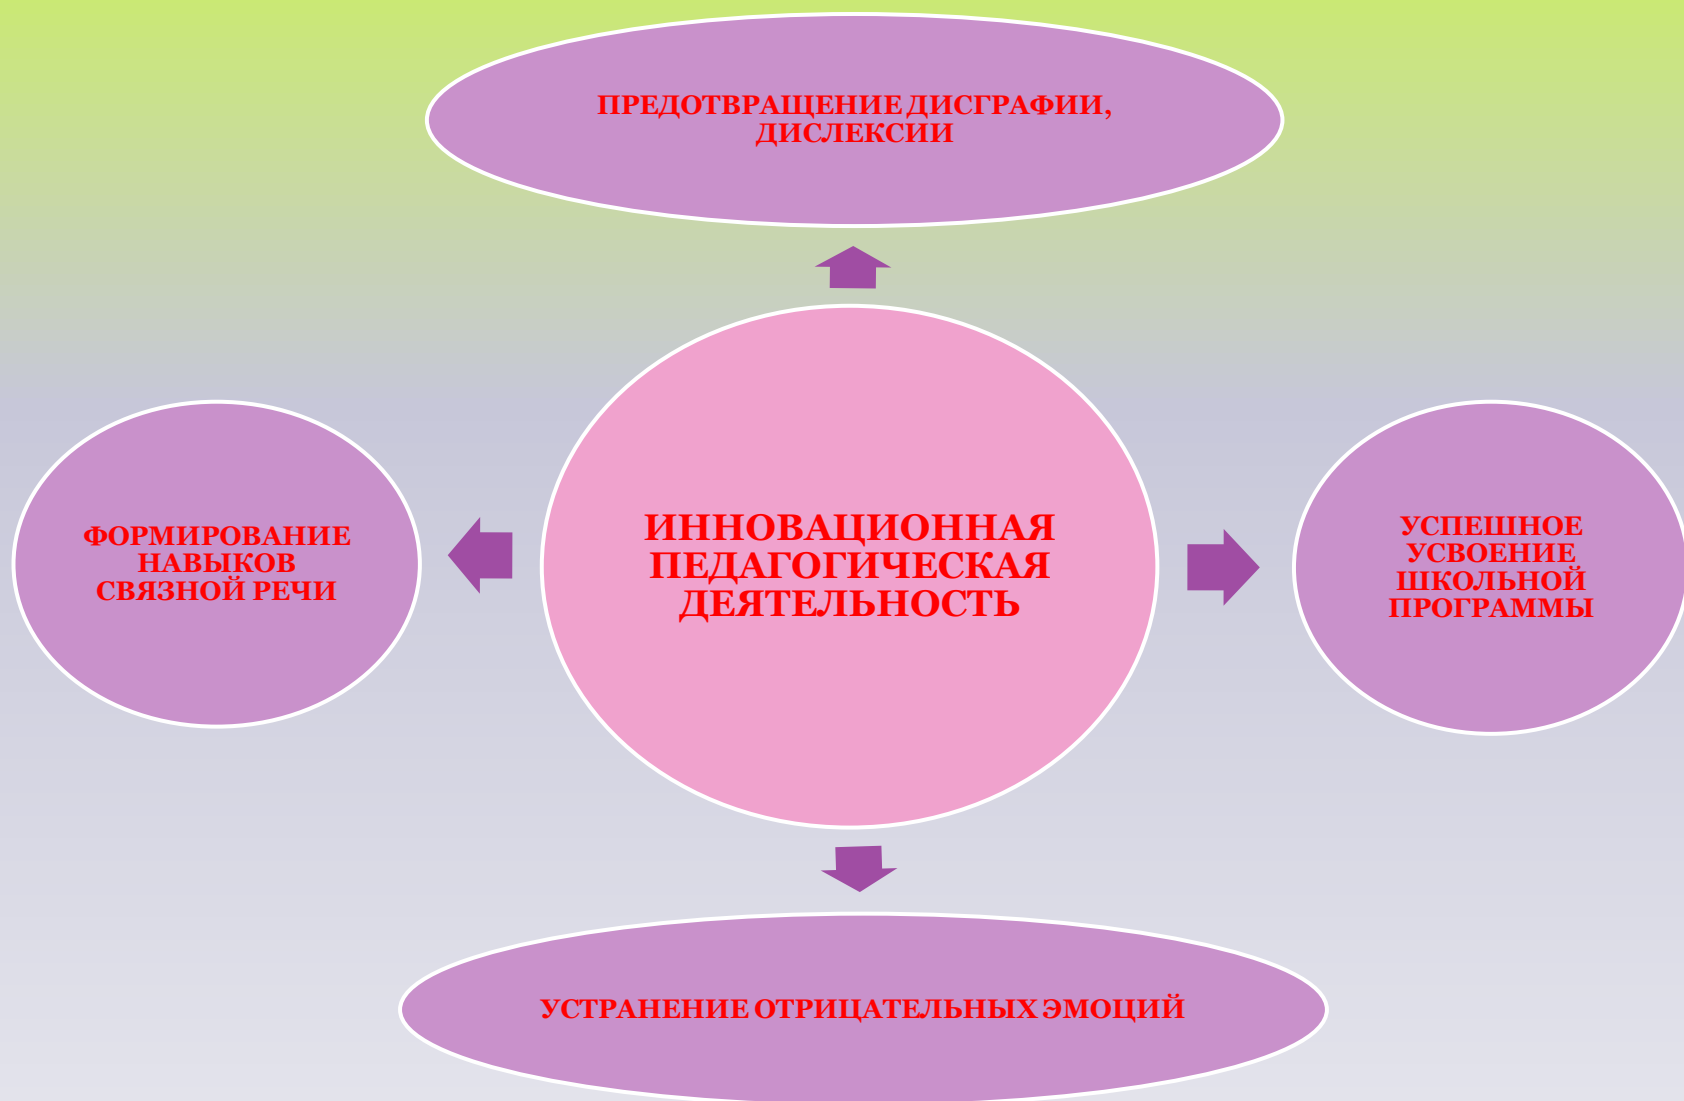 ПРЕДОТВРАЩЕНИЕ ДИСГРАФИИ,
ДИСЛЕКСИИ
ФОРМИРОВАНИЕ
НАВЫКОВ
СВЯЗНОЙ РЕЧИ
ИННОВАЦИОННАЯ
ПЕДАГОГИЧЕСКАЯ
ДЕЯТЕЛЬНОСТЬ
УСПЕШНОЕ
УСВОЕНИЕ
ШКОЛЬНОЙ
ПРОГРАММЫ
УСТРАНЕНИЕ ОТРИЦАТЕЛЬНЫХ ЭМОЦИЙ